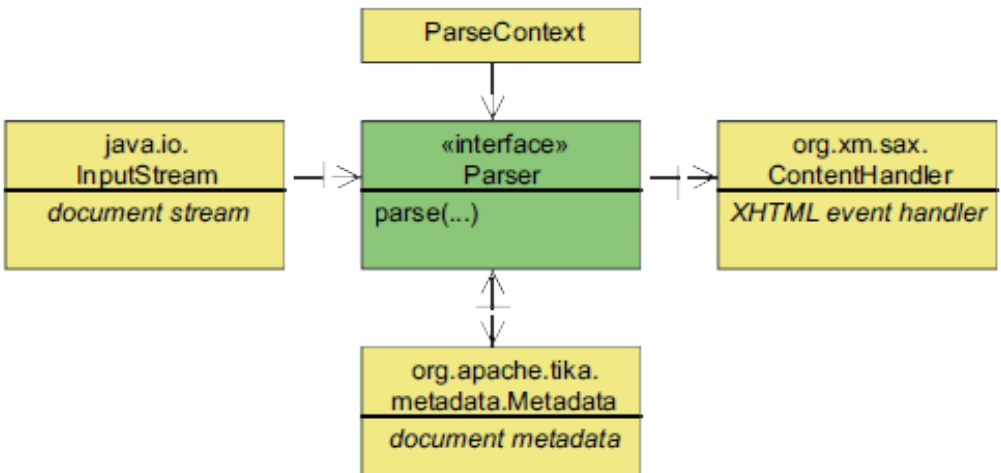 ParseContext
java.io.
InputStream
document stream
«interface»
Parser
parse(...)
org.xm.sax.
ContentHandler
XHTML event handler
org.apache.tika.
metadata.Metadata
document metadata